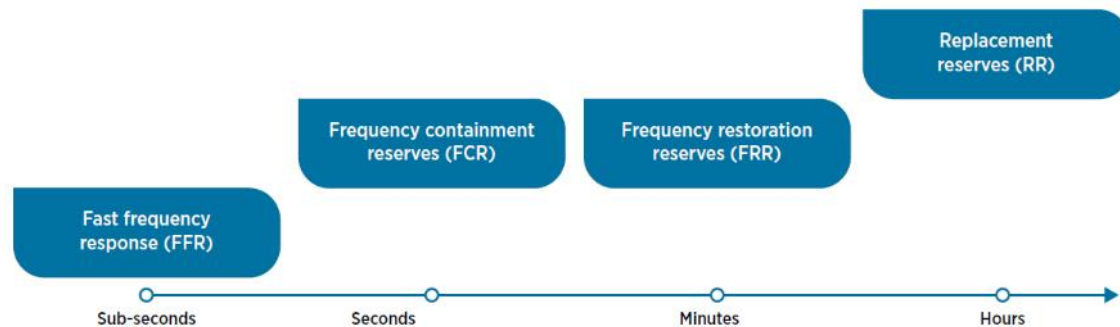 Replacement
reserves (RR)
Frequency containment
reserves (FCR)
Frequency restoration
reserves (FRR)
Fast frequency
response (FFR)
Sub-seconds
Seconds
Minutes
Hours